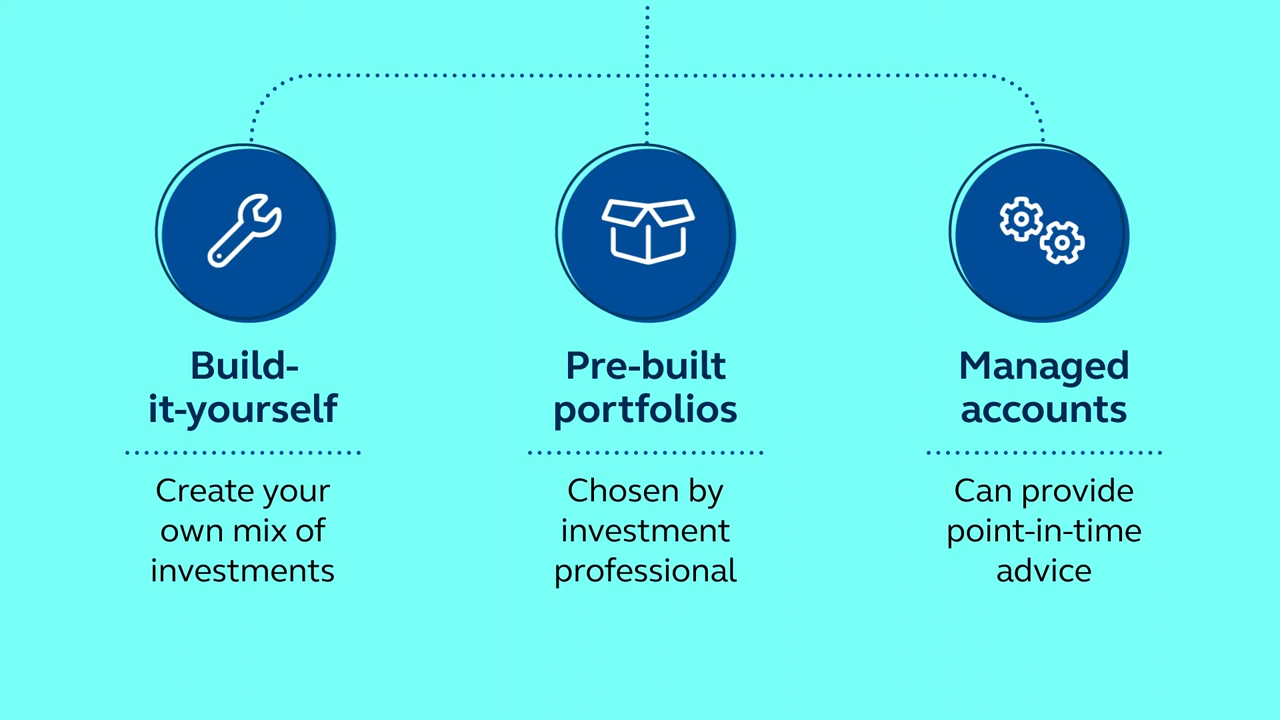 Build-
it-yourself
Create your
own mix of
investments
Pre-built
portfolios
Chosen by
investment
professional
Managed
accounts
Can provide
point-in-time
advice